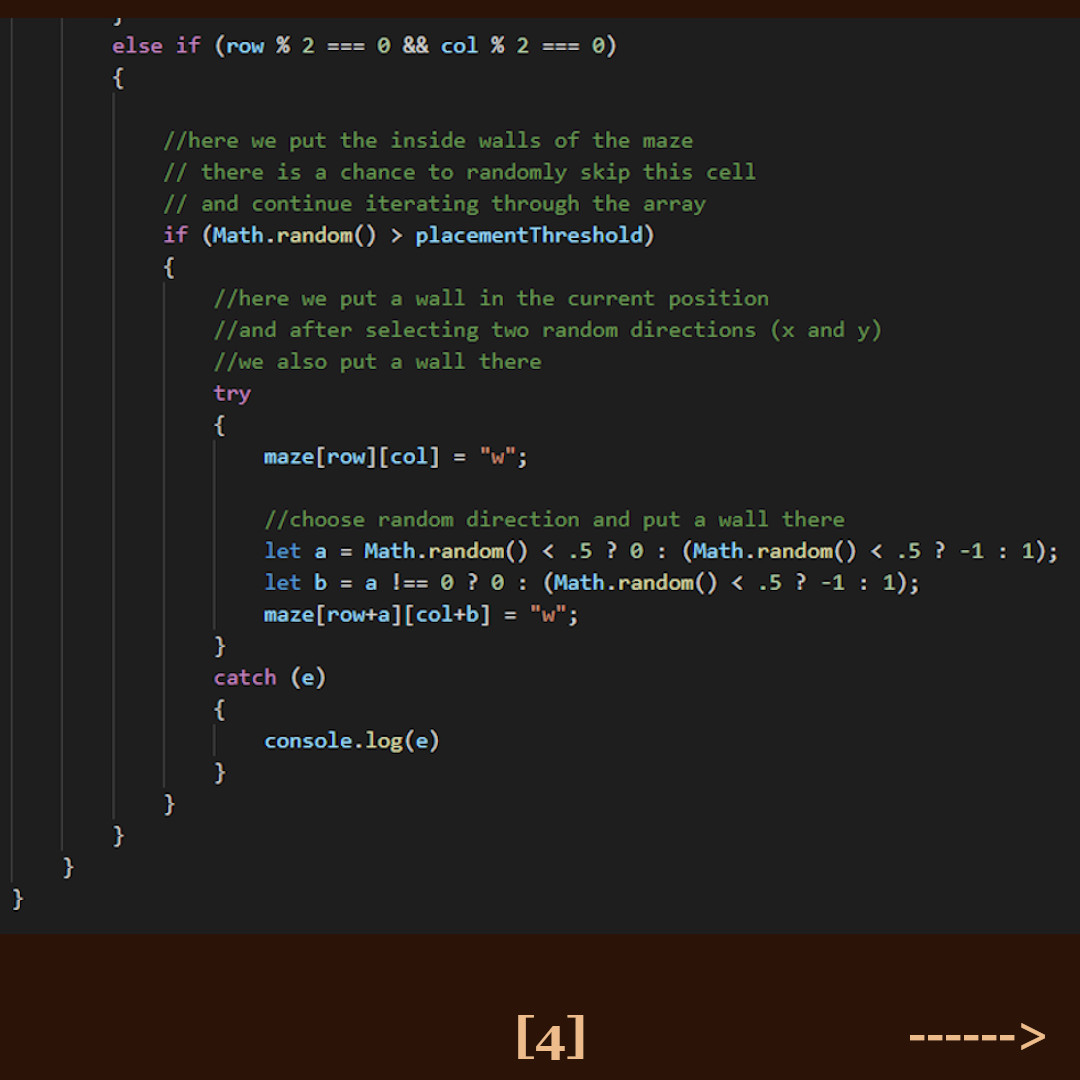 }
else if (row % 2 === 0 && col % 2 === 0)
{
//here we put the inside walls of the maze
// there is a chance to randomly skip this cell
// and continue iterating through the array
if (Math.random() > placementThreshold)
{
//here we put a wall in the current position
//and after selecting two random directions (x and y)
//we also put a wall there
try
{
maze[row][col] = "w";
//choose random direction and put a wall there
let a = Math.random() < .5 ? 0 : (Math.random() < .5 ? -1 : 1);
let b = a !== 0 ? 0 : (Math.random() < .5 ? -1 : 1);
maze[row+a][col+b] = "w";
}
catch (e)
{
console.log(e)
}
}
}
}
}
[4]
------>